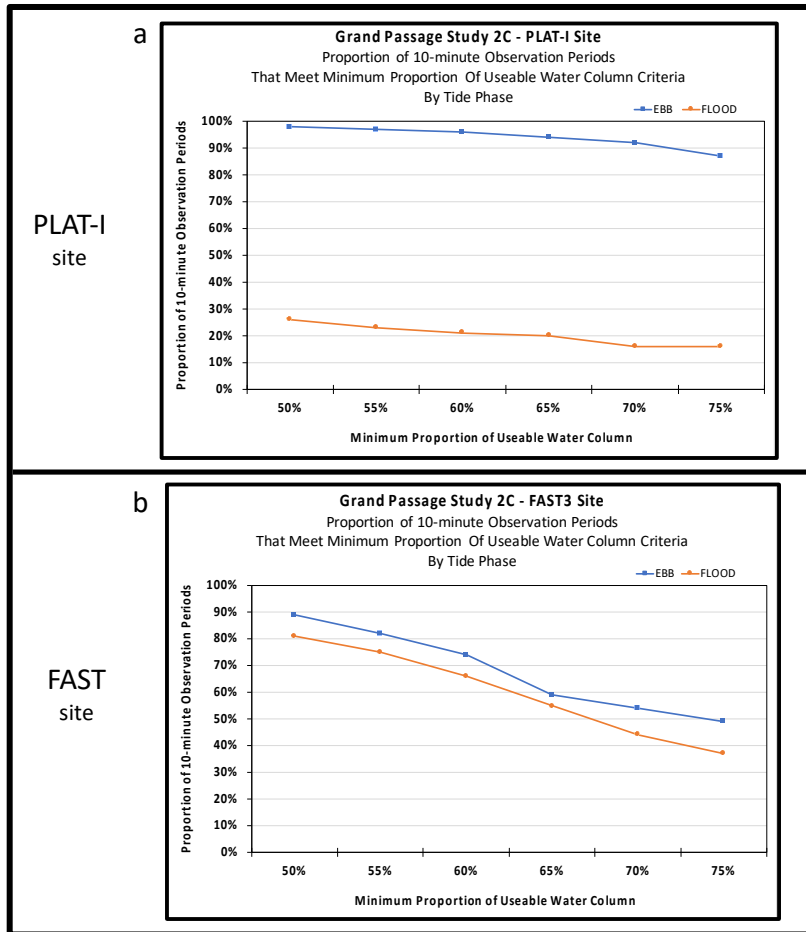 PLAT-I
site
a
Grand Passage Study 2C - PLAT-I Site
Proportion of 10-minute Observation Periods
That Meet Minimum Proportion Of Useable Water Column Criteria
By Tide Phase
EBB FLOOD
Proportion of 10-minute Observation Periods
100%
90%
80%
70%
60%
50%
40%
30%
20%
10%
0%
50% 55% 60% 65% 70% 75%
Minimum Proportion of Useable Water Column
FAST
site
b
Grand Passage Study 2C - FAST3 Site
Proportion of 10-minute Observation Periods
That Meet Minimum Proportion Of Useable Water Column Criteria
By Tide Phase
EBB FLOOD
Proportion of 10-minute Observation Periods
100%
90%
80%
70%
60%
50%
40%
30%
20%
10%
0%
50% 55% 60% 65% 70% 75%
Minimum Proportion of Useable Water Column